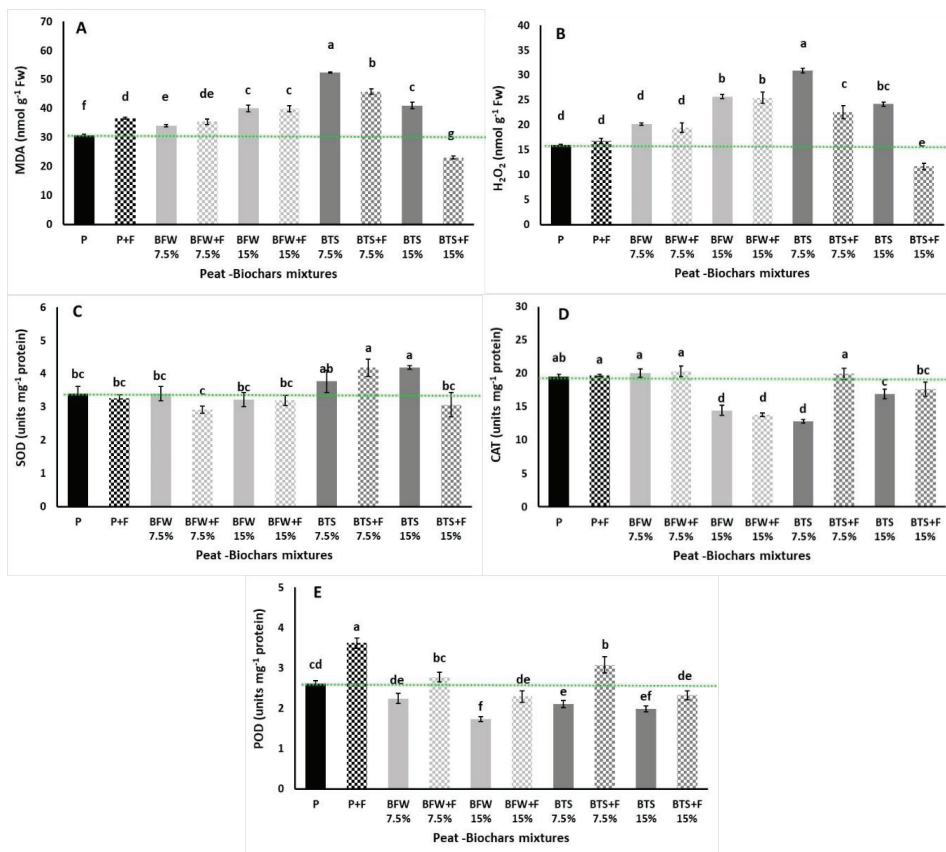 A
MDA (nmol g-1 Fw)
70
60
50
40
30
20
10
0
f d e de c c a b c g
P P+F BFW BFW+F BFW BFW+F BTS BTS+F BTS BTS+F
7.5% 7.5% 15% 15% 7.5% 7.5% 15% 15%
Peat -Biochars mixtures
B
H2O2 (nmol g-1 Fw)
40
35
30
25
20
15
10
5
0
d d d d b b a c bc e
P P+F BFW BFW+F BFW BFW+F BTS BTS+F BTS BTS+F
7.5% 7.5% 15% 15% 7.5% 7.5% 15% 15%
Peat -Biochars mixtures
C
SOD (units mg-1 protein)
6
5
4
3
2
1
0
bc bc bc c bc bc ab a a bc
P P+F BFW BFW+F BFW BFW+F BTS BTS+F BTS BTS+F
7.5% 7.5% 15% 15% 7.5% 7.5% 15% 15%
Peat -Biochars mixtures
D
CAT (units mg-1 protein)
30
25
20
15
10
5
0
ab a a a d d d a c bc
P P+F BFW BFW+F BFW BFW+F BTS BTS+F BTS BTS+F
7.5% 7.5% 15% 15% 7.5% 7.5% 15% 15%
Peat -Biochars mixtures
E
POD (units mg-1 protein)
5
4
3
2
1
0
cd a de bc f de e b ef de
P P+F BFW BFW+F BFW BFW+F BTS BTS+F BTS BTS+F
7.5% 7.5% 15% 15% 7.5% 7.5% 15% 15%
Peat -Biochars mixtures